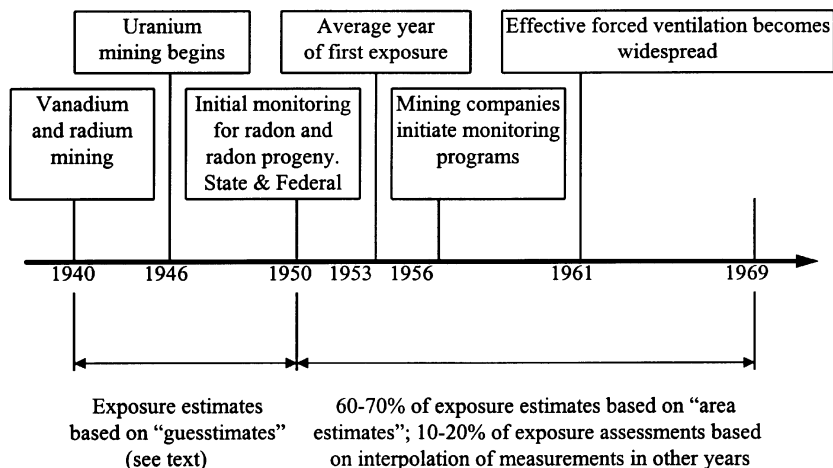 Uranium
mining begins
Average year
of first exposure
Effective forced ventilation becomes
widespread
Vanadium
and radium
mining
Initial monitoring
for radon and
radon progeny.
State & Federal
Mining companies
initiate monitoring
programs
1940
1946
1950
1953
1956
1961
1969
Exposure estimates
based on “guesstimates”
(see text)
60-70% of exposure estimates based on “area
estimates”; 10-20% of exposure assessments based
on interpolation of measurements in other years